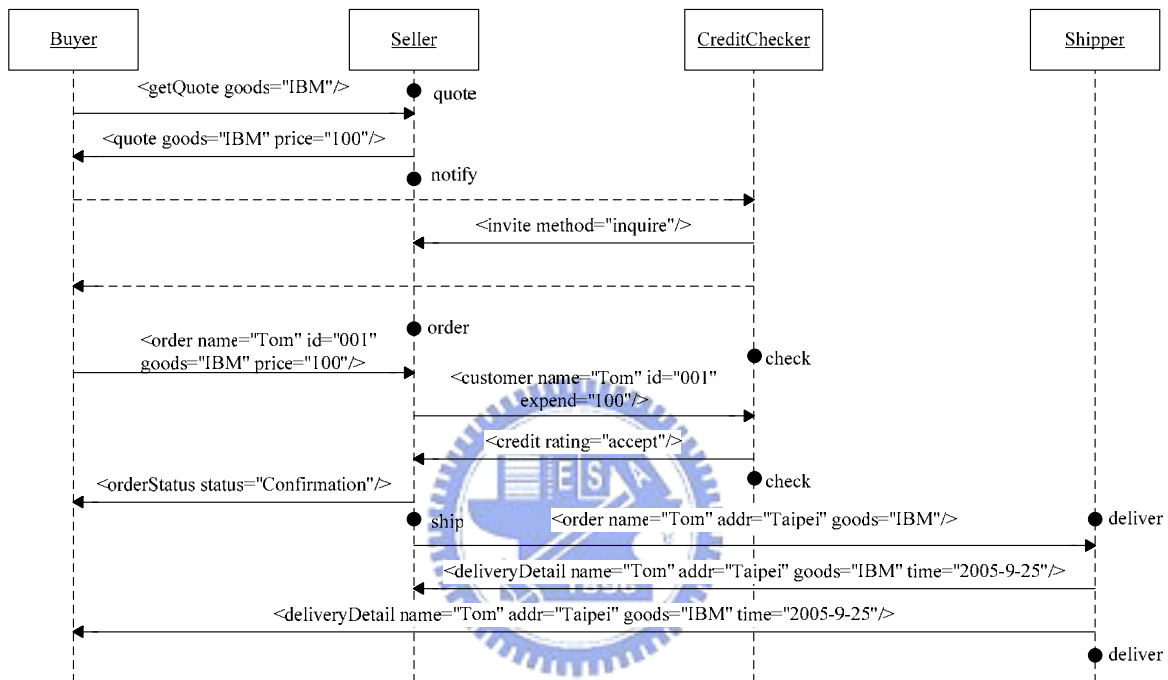 Buyer
Seller
CreditChecker
Shipper
<getQuote goods="IBM"/>
quote
<quote goods="IBM" price="100"/>
notify
<invite method="inquire"/>
order
<order name="Tom" id="001"
goods="IBM" price="100"/>
check
<customer name="Tom" id="001"
expend="100"/>
<credit rating="accept"/>
check
<orderStatus status="Confirmation"/>
ship
<order name="Tom" addr="Taipei" goods="IBM"/>
deliver
<deliveryDetail name="Tom" addr="Taipei" goods="IBM" time="2005-9-25"/>
<deliveryDetail name="Tom" addr="Taipei" goods="IBM" time="2005-9-25"/>
deliver
ESA